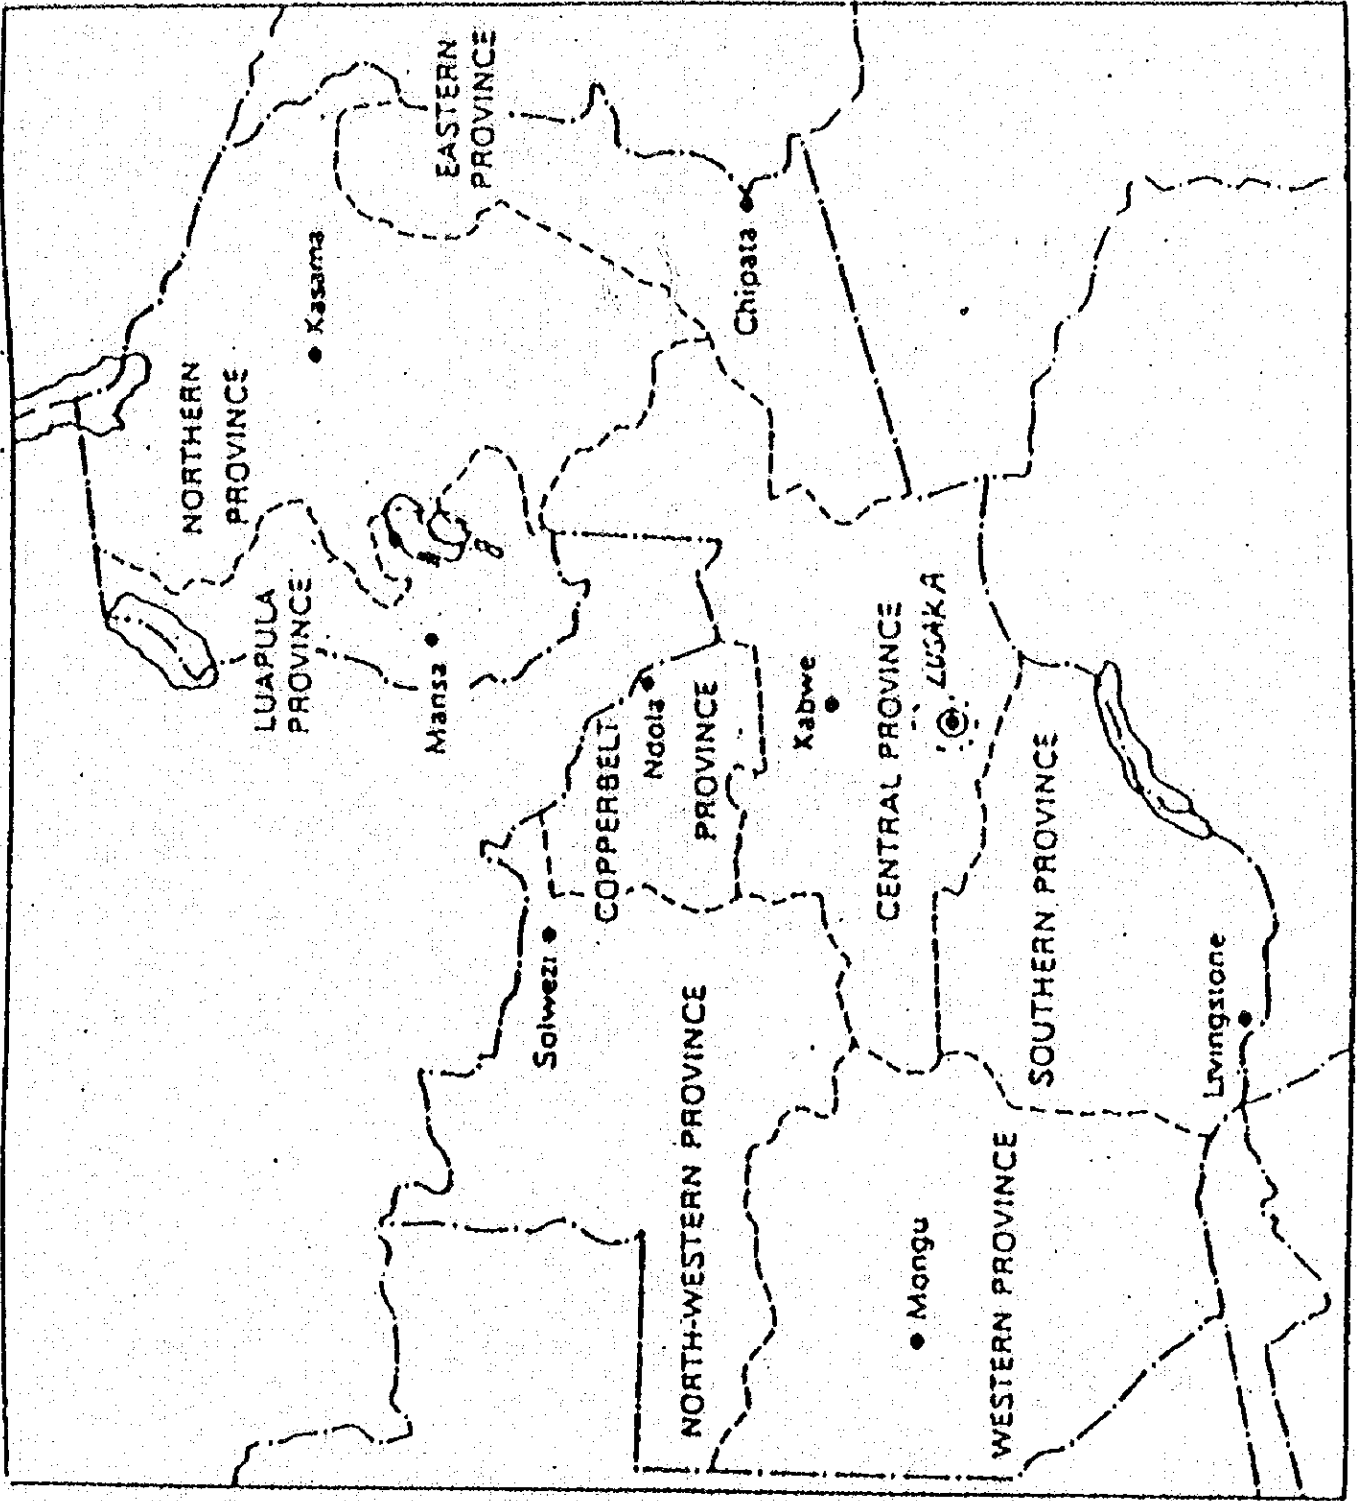 NORTHERN
PROVINCE
LUAPULA
PROVINCE
Kasama
Mansa
EASTERN
PROVINCE
Solwezi
COPPERBELT
PROVINCE
Ndola
NORTH-WESTERN PROVINCE
Chipata
Kabwe
CENTRAL PROVINCE
Mongu
LUSAKA
WESTERN PROVINCE
SOUTHERN PROVINCE
Livingstone